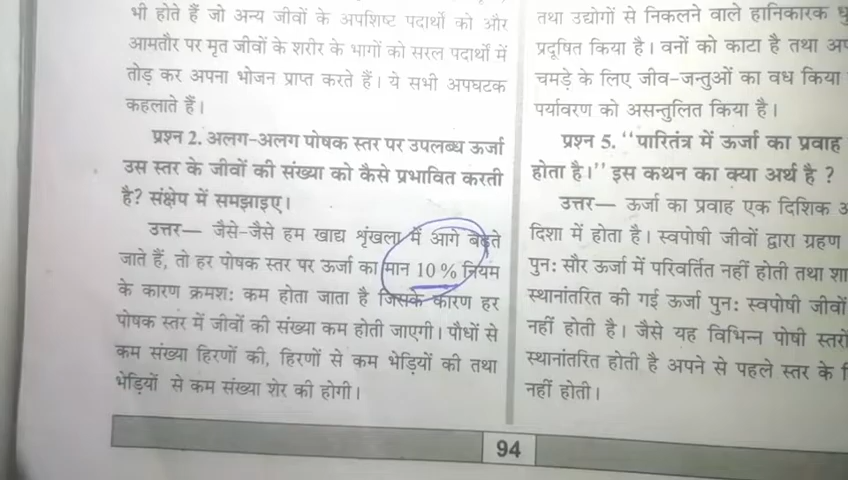 भी होते हैं जो अन्य जीवों के अपशिष्ट पदार्थों को और
आमतौर पर मृत जीवों के शरीर के भागों को सरल पदार्थों में
तोड़ कर अपना भोजन प्राप्त करते हैं। ये सभी अपघटक
कहलाते हैं।
प्रश्न 2. अलग-अलग पोषक स्तर पर उपलब्ध ऊर्जा
उस स्तर के जीवों की संख्या को कैसे प्रभावित करती
है? संक्षेप में समझाइए।
उत्तर— जैसे-जैसे हम खाद्य शृंखला में आगे बढ़ते
जाते हैं, तो हर पोषक स्तर पर ऊर्जा का मान 10 % नियम
के कारण क्रमश: कम होता जाता है जिसके कारण हर
पोषक स्तर में जीवों की संख्या कम होती जाएगी। पौधों से
कम संख्या हिरणों की, हिरणों से कम भेड़ियों की तथा
भेड़ियों से कम संख्या शेर की होगी।
तथा उद्योगों से निकलने वाले हानिकारक
प्रदूषित किया है। वनों को काटा है तथा
चमड़े के लिए जीव-जन्तुओं का वध किया
पर्यावरण को असन्तुलित किया है।
प्रश्न 5. "पारितंत्र में ऊर्जा का प्रवाह
होता है।" इस कथन का क्या अर्थ है ?
उत्तर— ऊर्जा का प्रवाह एक दिशिक
दिशा में होता है। स्वपोषी जीवों द्वारा ग्रहण
पुन: सौर ऊर्जा में परिवर्तित नहीं होती तथा
स्थानांतरित की गई ऊर्जा पुन: स्वपोषी जीवों
नहीं होती है। जैसे यह विभिन्न पोषी स्तरों
स्थानांतरित होती है अपने से पहले स्तर के
नहीं होती।
94